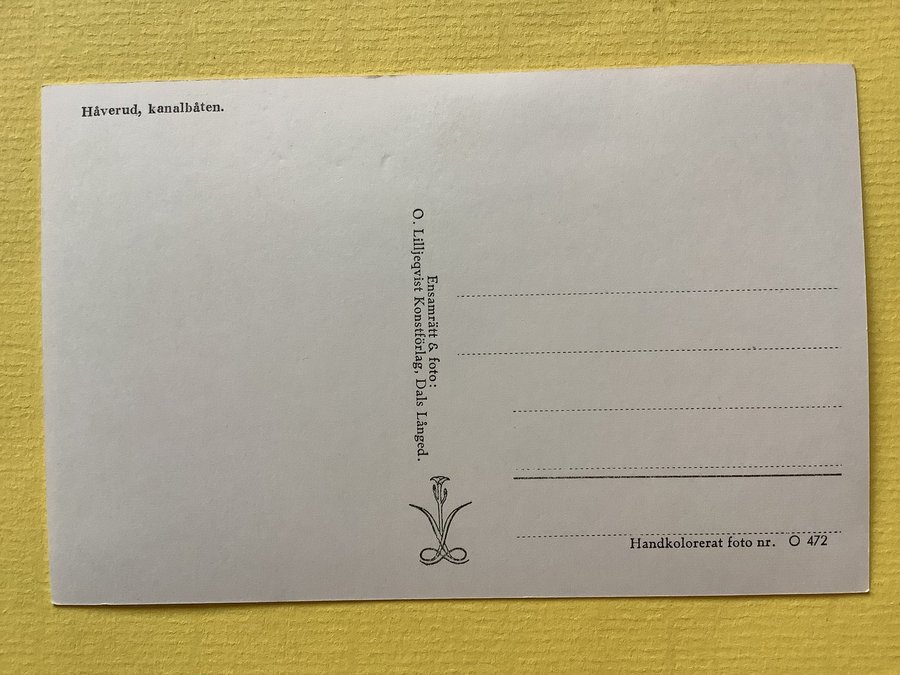 Håverud, kanalbåten.
Ensamrätt & foto:
O. Lilljeqvist Konstförlag, Dals Långed.
Handkolorerat foto nr. O 472